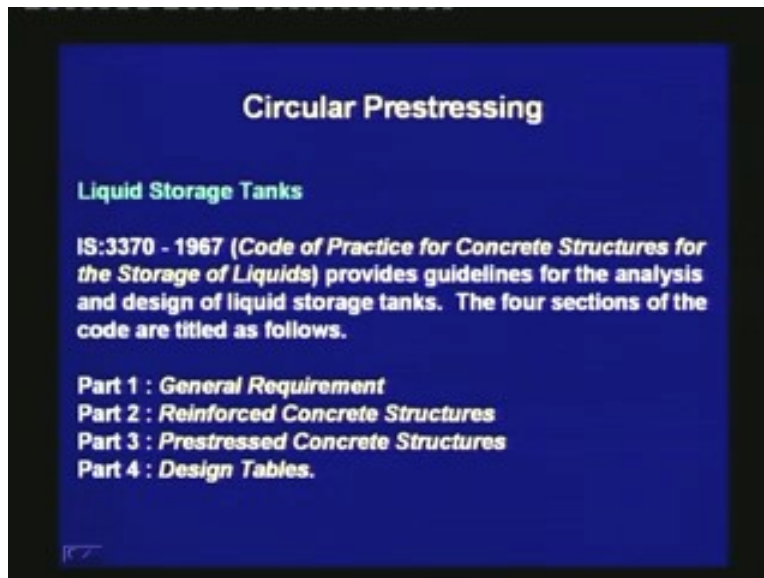 Circular Prestressing
Liquid Storage Tanks
IS:3370 - 1967 (Code of Practice for Concrete Structures for
the Storage of Liquids) provides guidelines for the analysis
and design of liquid storage tanks. The four sections of the
code are titled as follows.
Part 1 : General Requirement
Part 2 : Reinforced Concrete Structures
Part 3 : Prestressed Concrete Structures
Part 4 : Design Tables.